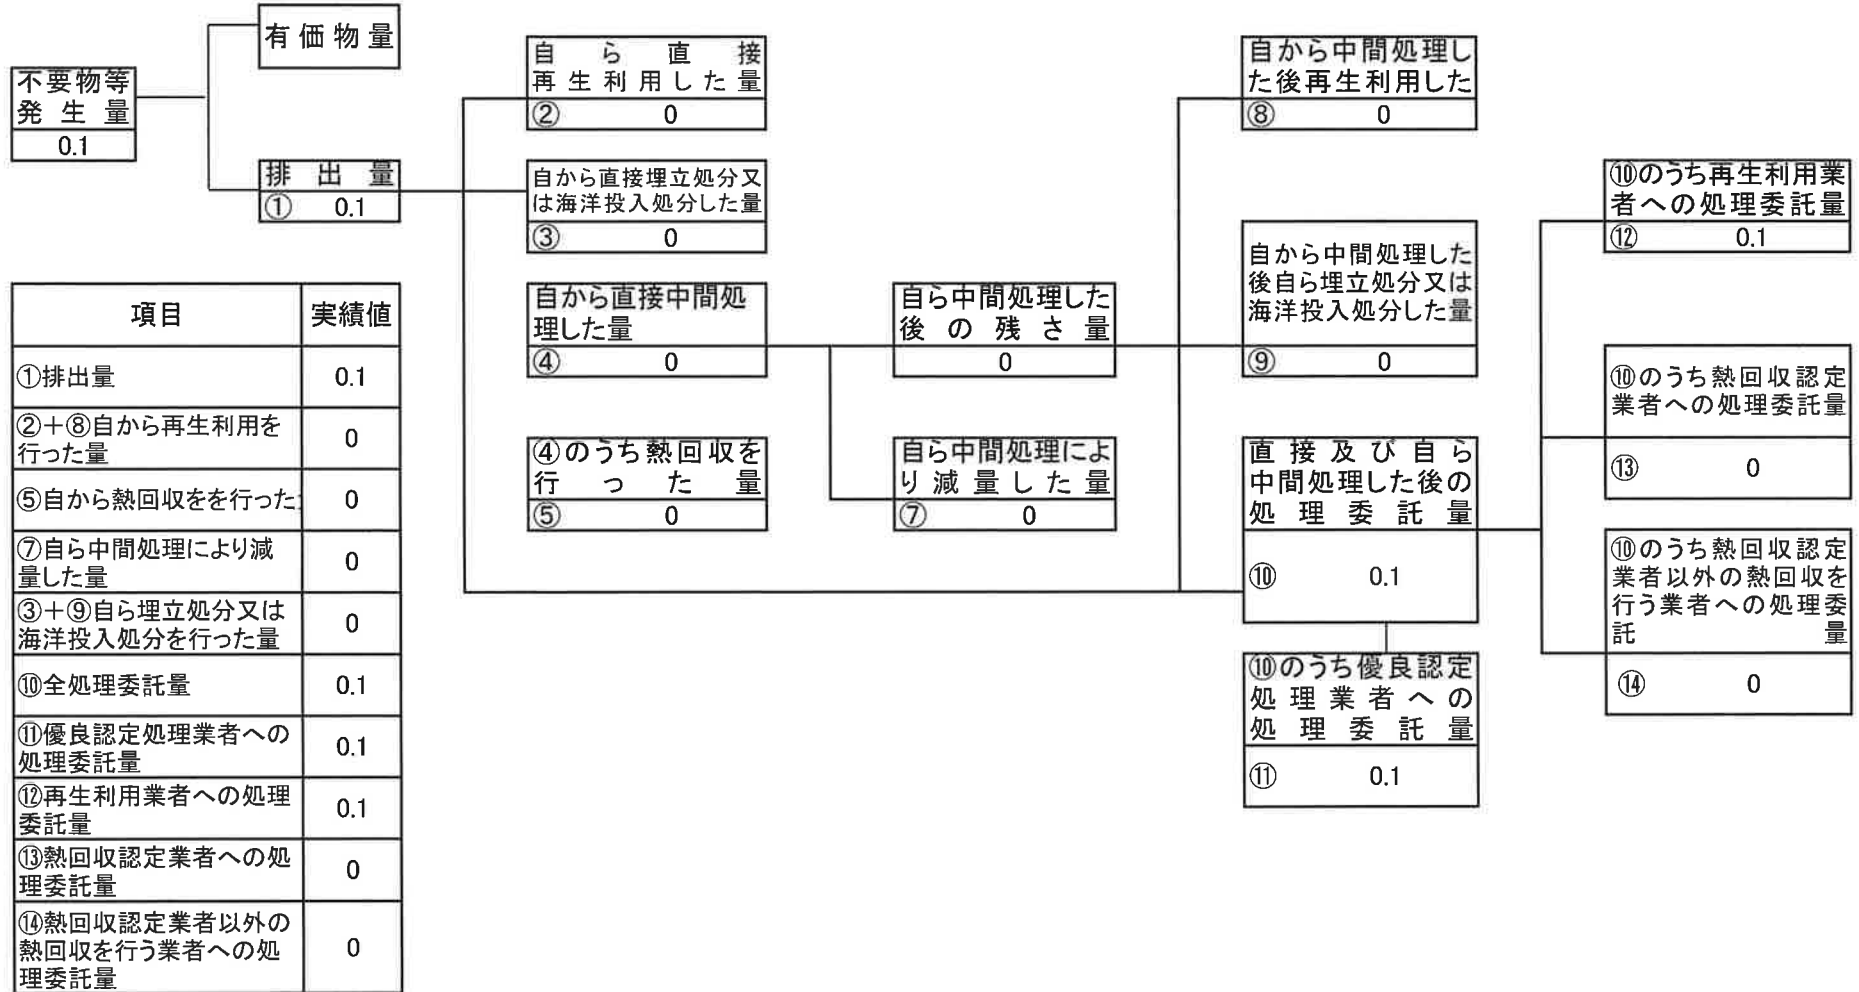 有価物量
不要物等
発生量
0.1
排出量
① 0.1
自ら直接
再生利用した量
② 0
自から直接埋立処分又
は海洋投入処分した量
③ 0
自から直接中間処
理した量
④ 0
④のうち熱回収を
行った量
⑤ 0
自ら中間処理した
後の残さ量
0
自ら中間処理によ
り減量した量
⑦ 0
自から中間処理し
た後再生利用した
⑧ 0
自から中間処理した
後自ら埋立処分又は
海洋投入処分した量
⑨ 0
直接及び自ら
中間処理した後の
処理委託量
⑩ 0.1
⑩のうち優良認定
処理業者への
処理委託量
⑪ 0.1
⑩のうち再生利用業
者への処理委託量
⑫ 0.1
⑩のうち熱回収認定
業者への処理委託量
⑬ 0
⑩のうち熱回収認定
業者以外の熱回収を
行う業者への処理委
託量
⑭ 0
項目 実績値
①排出量 0.1
②＋⑧自から再生利用を
行った量 0
⑤自から熱回収をを行った 0
⑦自ら中間処理により減
量した量 0
③＋⑨自ら埋立処分又は
海洋投入処分を行った量 0
⑩全処理委託量 0.1
⑪優良認定処理業者への
処理委託量 0.1
⑫再生利用業者への処理
委託量 0.1
⑬熱回収認定業者への処
理委託量 0
⑭熱回収認定業者以外の
熱回収を行う業者への処
理委託量 0